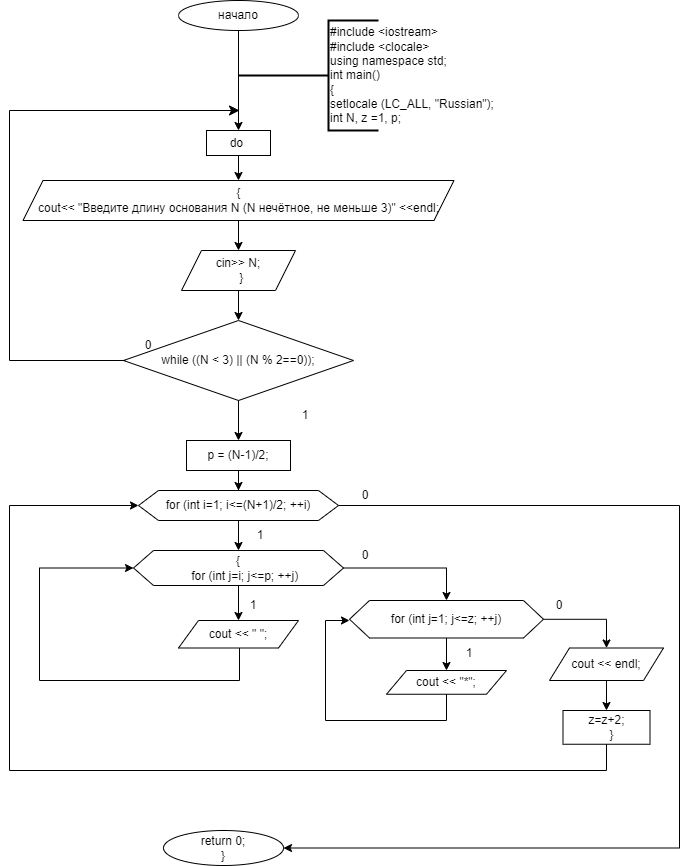 начало
#include <iostream>
#include <clocale>
using namespace std;
int main()
{
setlocale (LC_ALL, "Russian");
int N, z =1, p;
do
{
cout<< "Введите длину основания N (N нечётное, не меньше 3)" <<endl;
cin>> N;
}
0
while ((N < 3) || (N % 2==0));
1
p = (N-1)/2;
for (int i=1; i<=(N+1)/2; ++i)
0
1
{
for (int j=i; j<=p; ++j)
0
1
cout << " ";
for (int j=1; j<=z; ++j)
0
1
cout << "*";
cout << endl;
z=z+2;
}
return 0;
}